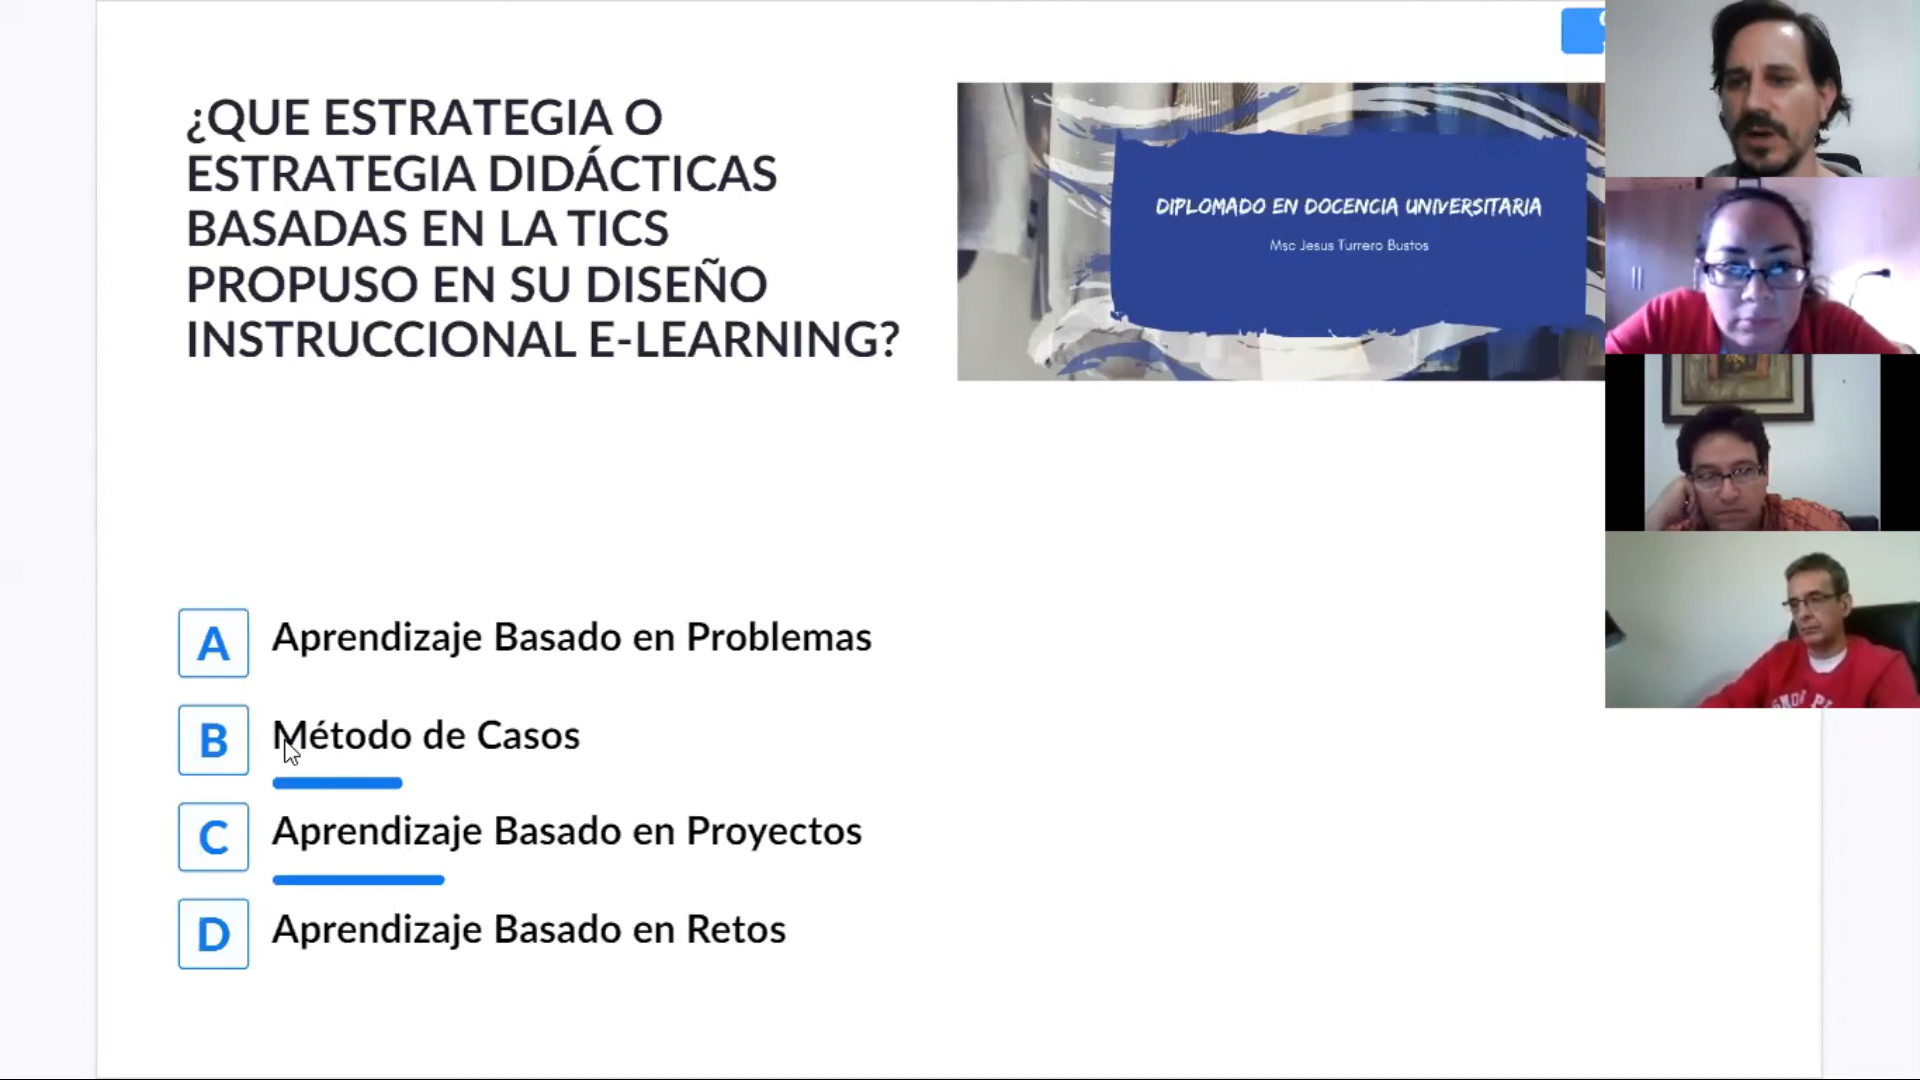 ¿QUE ESTRATEGIA O
ESTRATEGIA DIDÁCTICAS
BASADAS EN LA TICS
PROPUSO EN SU DISEÑO
INSTRUCCIONAL E-LEARNING?
DIPLOMADO EN DOCENCIA UNIVERSITARIA
Msc Jesus Turrero Bustos
A Aprendizaje Basado en Problemas
B Método de Casos
C Aprendizaje Basado en Proyectos
D Aprendizaje Basado en Retos